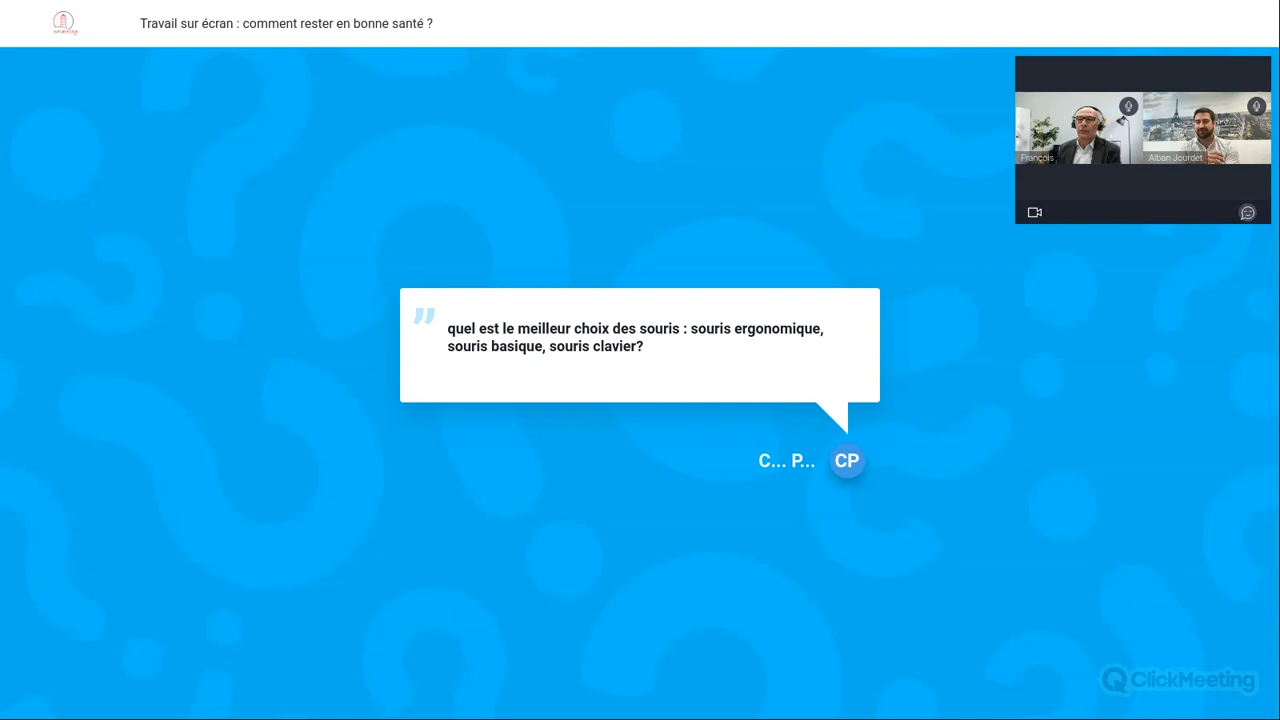 Travail sur écran : comment rester en bonne santé ?
François
Alban Jourdet
quel est le meilleur choix des souris : souris ergonomique,
souris basique, souris clavier?
C... P...
CP
ClickMeeting